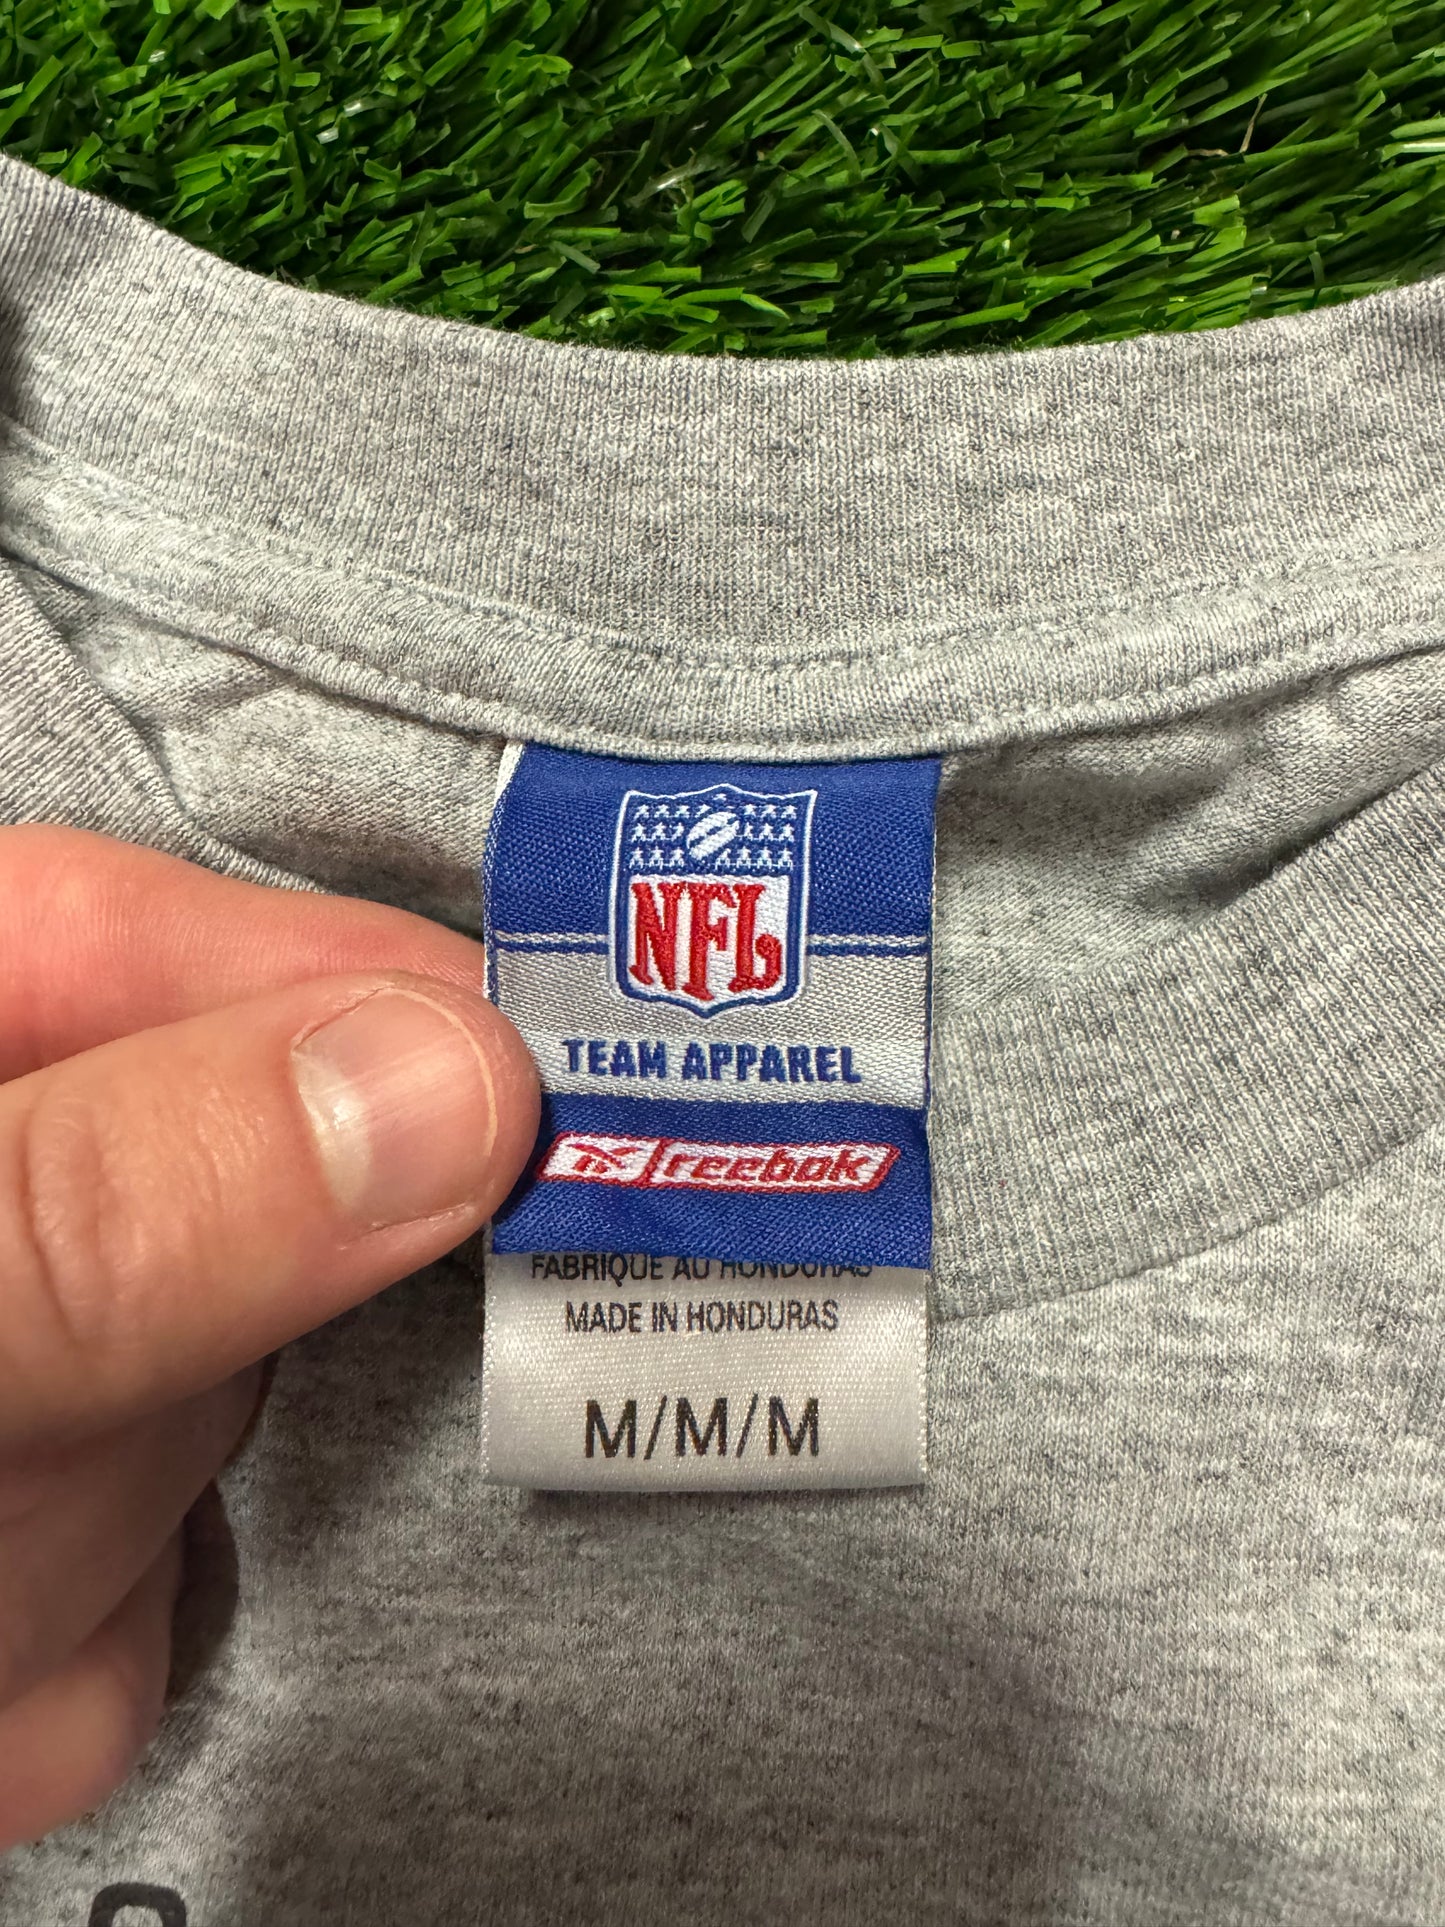 NFL
TEAM APPAREL
reebok
FABRIQUE AU HONDURAS
MADE IN HONDURAS
M/M/M